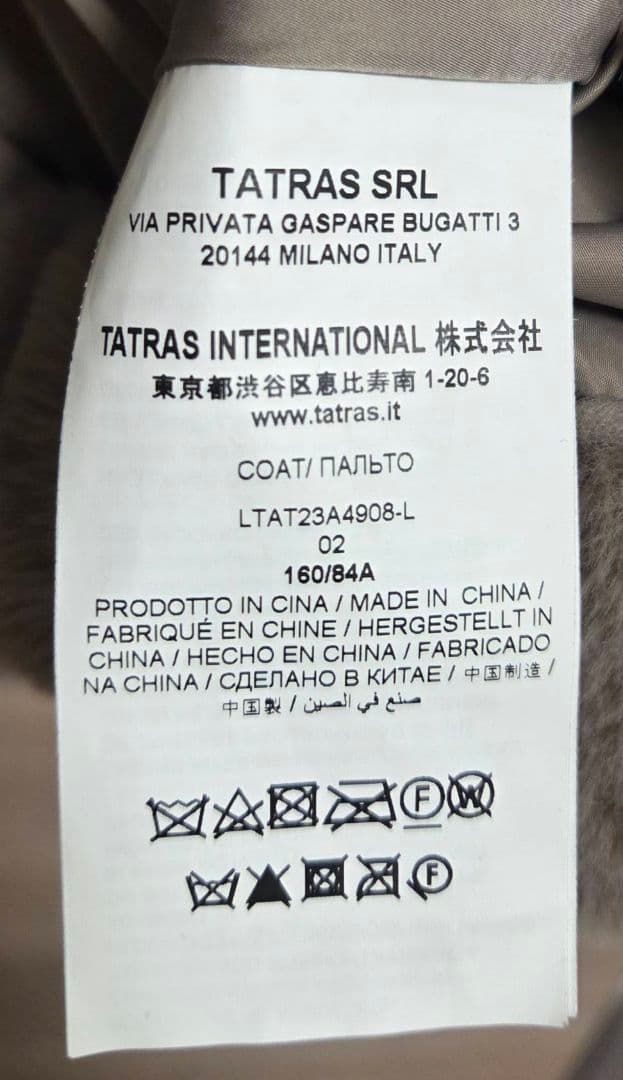 TATRAS SRL
VIA PRIVATA GASPARE BUGATTI 3
20144 MILANO ITALY
TATRAS INTERNATIONAL 株式会社
東京都渋谷区恵比寿南 1-20-6
www.tatras.it
COAT/ ПАЛЬТО
LTAT23A4908-L
02
160/84A
PRODOTTO IN CINA / MADE IN CHINA /
FABRIQUÉ EN CHINE / HERGESTELLT IN
CHINA / HECHO EN CHINA / FABRICADO
NA CHINA / СДЕЛАНО В КИТАЕ / 中国制造 /
中国製 / صنع في الصين
F W
F